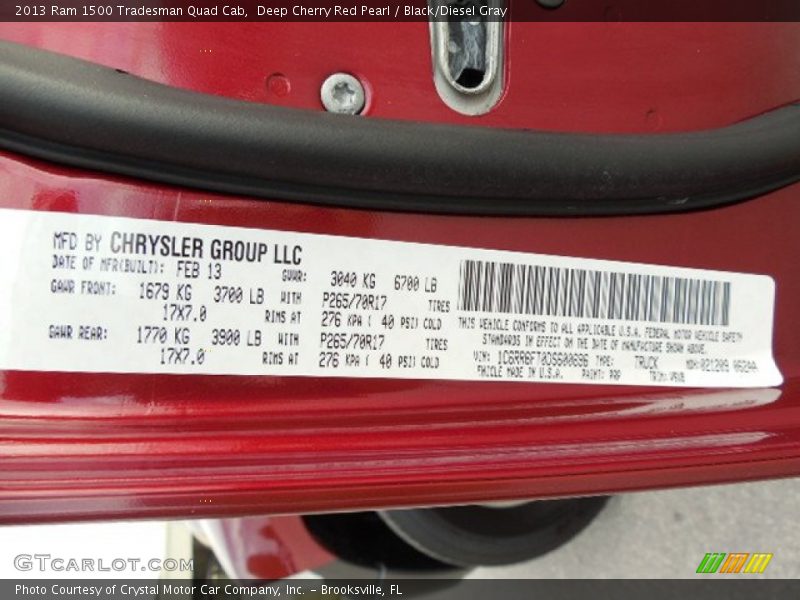 2013 Ram 1500 Tradesman Quad Cab,  Deep Cherry Red Pearl / Black/Diesel Gray
MFD BY CHRYSLER GROUP LLC
DATE OF MFR(BUILT): FEB 13 GVWR: 3040 KG 6700 LB
GAWR FRONT: 1679 KG 3700 LB WITH P265/70R17 TIRES
17X7.0 RIMS AT 276 KPA ( 40 PSI) COLD
GAWR REAR: 1770 KG 3900 LB WITH P265/70R17 TIRES
17X7.0 RIMS AT 276 KPA ( 40 PSI) COLD
THIS VEHICLE CONFORMS TO ALL APPLICABLE U.S.A. FEDERAL MOTOR VEHICLE SAFETY
STANDARDS IN EFFECT ON THE DATE OF MANUFACTURE SHOWN ABOVE.
VIN: TYPE: TRUCK MDH:
VEHICLE MADE IN U.S.A. PAINT: PRP TRIM:
GTCARLOT.COM
Photo Courtesy of Crystal Motor Car Company, Inc. – Brooksville, FL